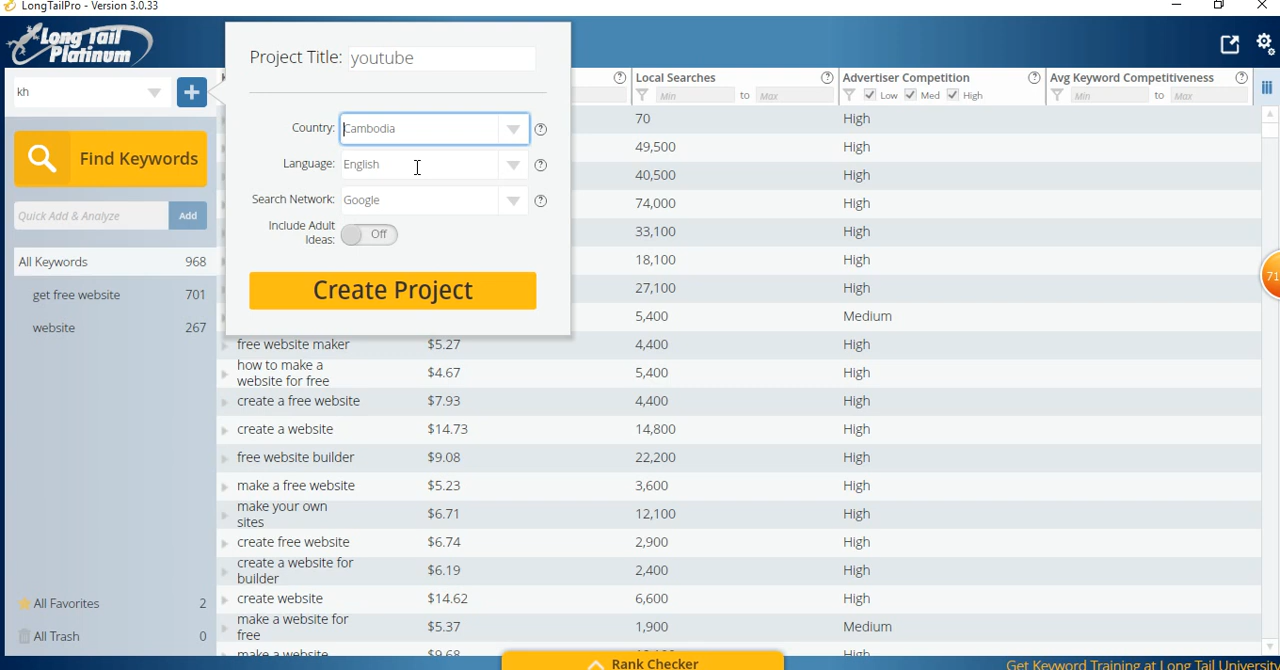 LongTailPro - Version 3.0.33
Long Tail
Platinum
Project Title: youtube
Country: Cambodia
Language: English
Search Network: Google
Include Adult
Ideas: Off
Create Project
kh
+
Find Keywords
Quick Add & Analyze Add
All Keywords 968
get free website 701
website 267
All Favorites 2
All Trash 0
Local Searches
Min to Max
Advertiser Competition
Low Med High
Avg Keyword Competitiveness
Min to Max
70 High
49,500 High
40,500 High
74,000 High
33,100 High
18,100 High
27,100 High
5,400 Medium
free website maker $5.27 4,400 High
how to make a
website for free $4.67 5,400 High
create a free website $7.93 4,400 High
create a website $14.73 14,800 High
free website builder $9.08 22,200 High
make a free website $5.23 3,600 High
make your own
sites $6.71 12,100 High
create free website $6.74 2,900 High
create a website for
builder $6.19 2,400 High
create website $14.62 6,600 High
make a website for
free $5.37 1,900 Medium
make a website $9.68 High
Rank Checker
Get Keyword Training at Long Tail University
71